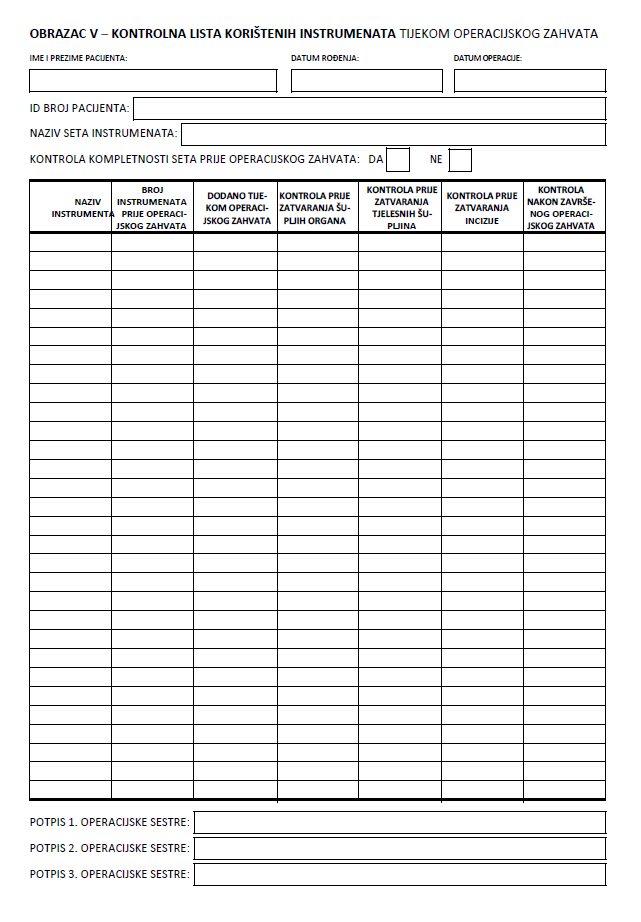 OBRAZAC V – KONTROLNA LISTA KORIŠTENIH INSTRUMENATA TIJEKOM OPERACIJSKOG ZAHVATA
IME I PREZIME PACIJENTA: DATUM ROĐENJA: DATUM OPERACIJE:
ID BROJ PACIJENTA:
NAZIV SETA INSTRUMENATA:
KONTROLA KOMPLETNOSTI SETA PRIJE OPERACIJSKOG ZAHVATA: DA NE
NAZIV
INSTRUMENTA
BROJ
INSTRUMENATA
PRIJE OPERACI-
JSKOG ZAHVATA
DODANO TIJE-
KOM OPERACI-
JSKOG ZAHVATA
KONTROLA PRIJE
ZATVARANJA ŠU-
PLJIH ORGANA
KONTROLA PRIJE
ZATVARANJA
TJELESNIH ŠU-
PLJINA
KONTROLA PRIJE
ZATVARANJA
INCIZIJE
KONTROLA
NAKON ZAVRŠE-
NOG OPERACI-
JSKOG ZAHVATA
POTPIS 1. OPERACIJSKE SESTRE:
POTPIS 2. OPERACIJSKE SESTRE:
POTPIS 3. OPERACIJSKE SESTRE: